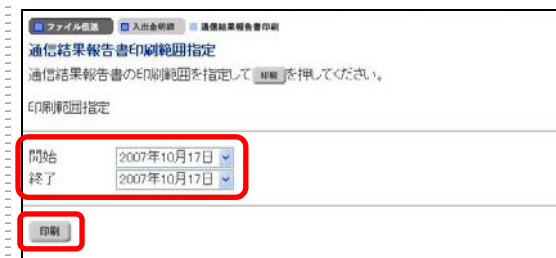 ファイル伝送 入出金明細 通信結果報告書印刷
通信結果報告書印刷範囲指定
通信結果報告書の印刷範囲を指定して 印刷 を押してください。
印刷範囲指定
開始 2007年10月17日
終了 2007年10月17日
印刷